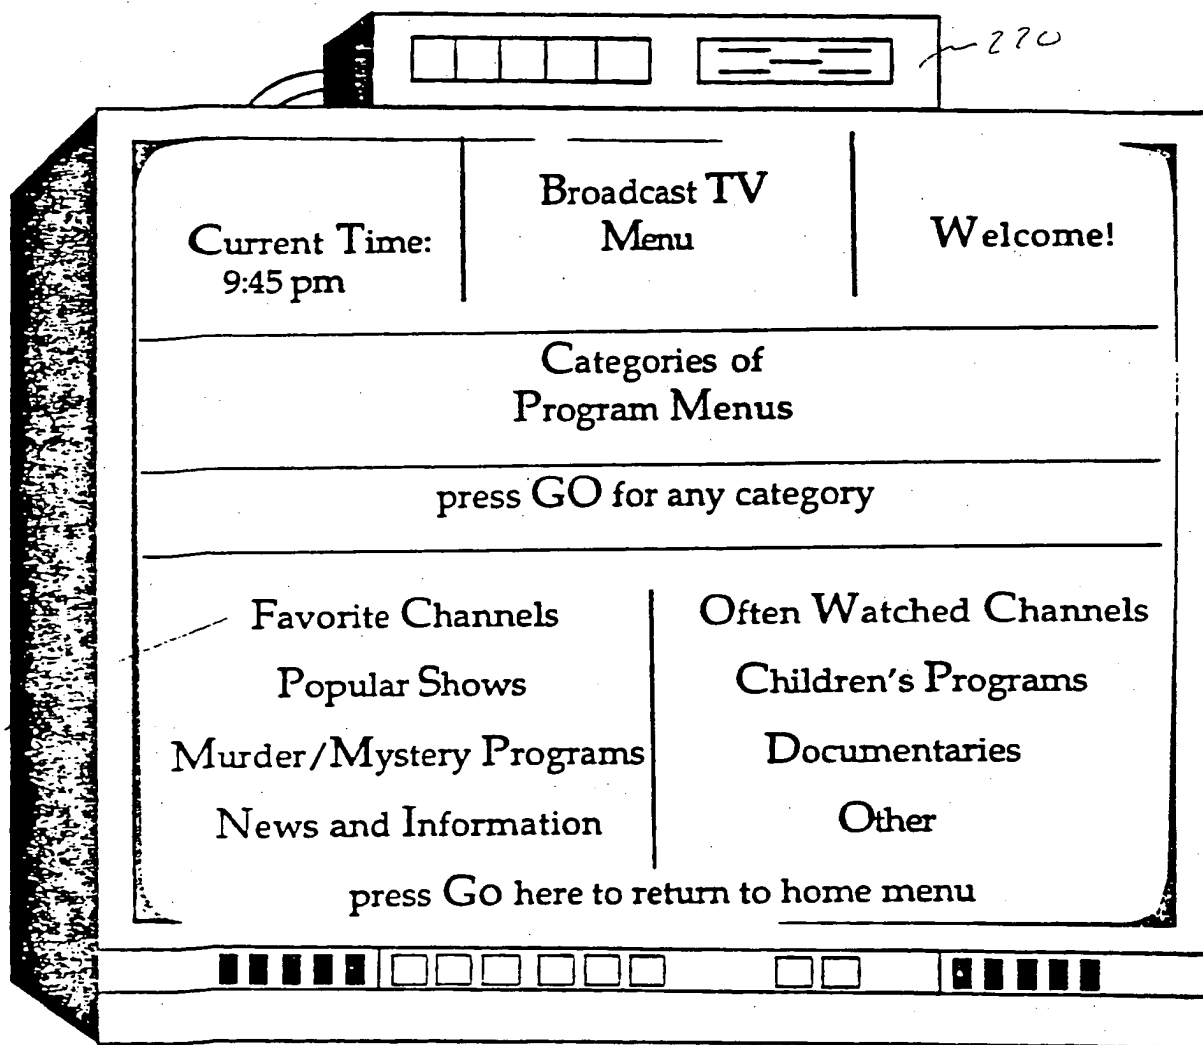 220
Broadcast TV
Menu
Current Time:
9:45 pm
Welcome!
Categories of
Program Menus
press GO for any category
Favorite Channels
Often Watched Channels
Popular Shows
Children's Programs
Murder/Mystery Programs
Documentaries
News and Information
Other
press Go here to return to home menu